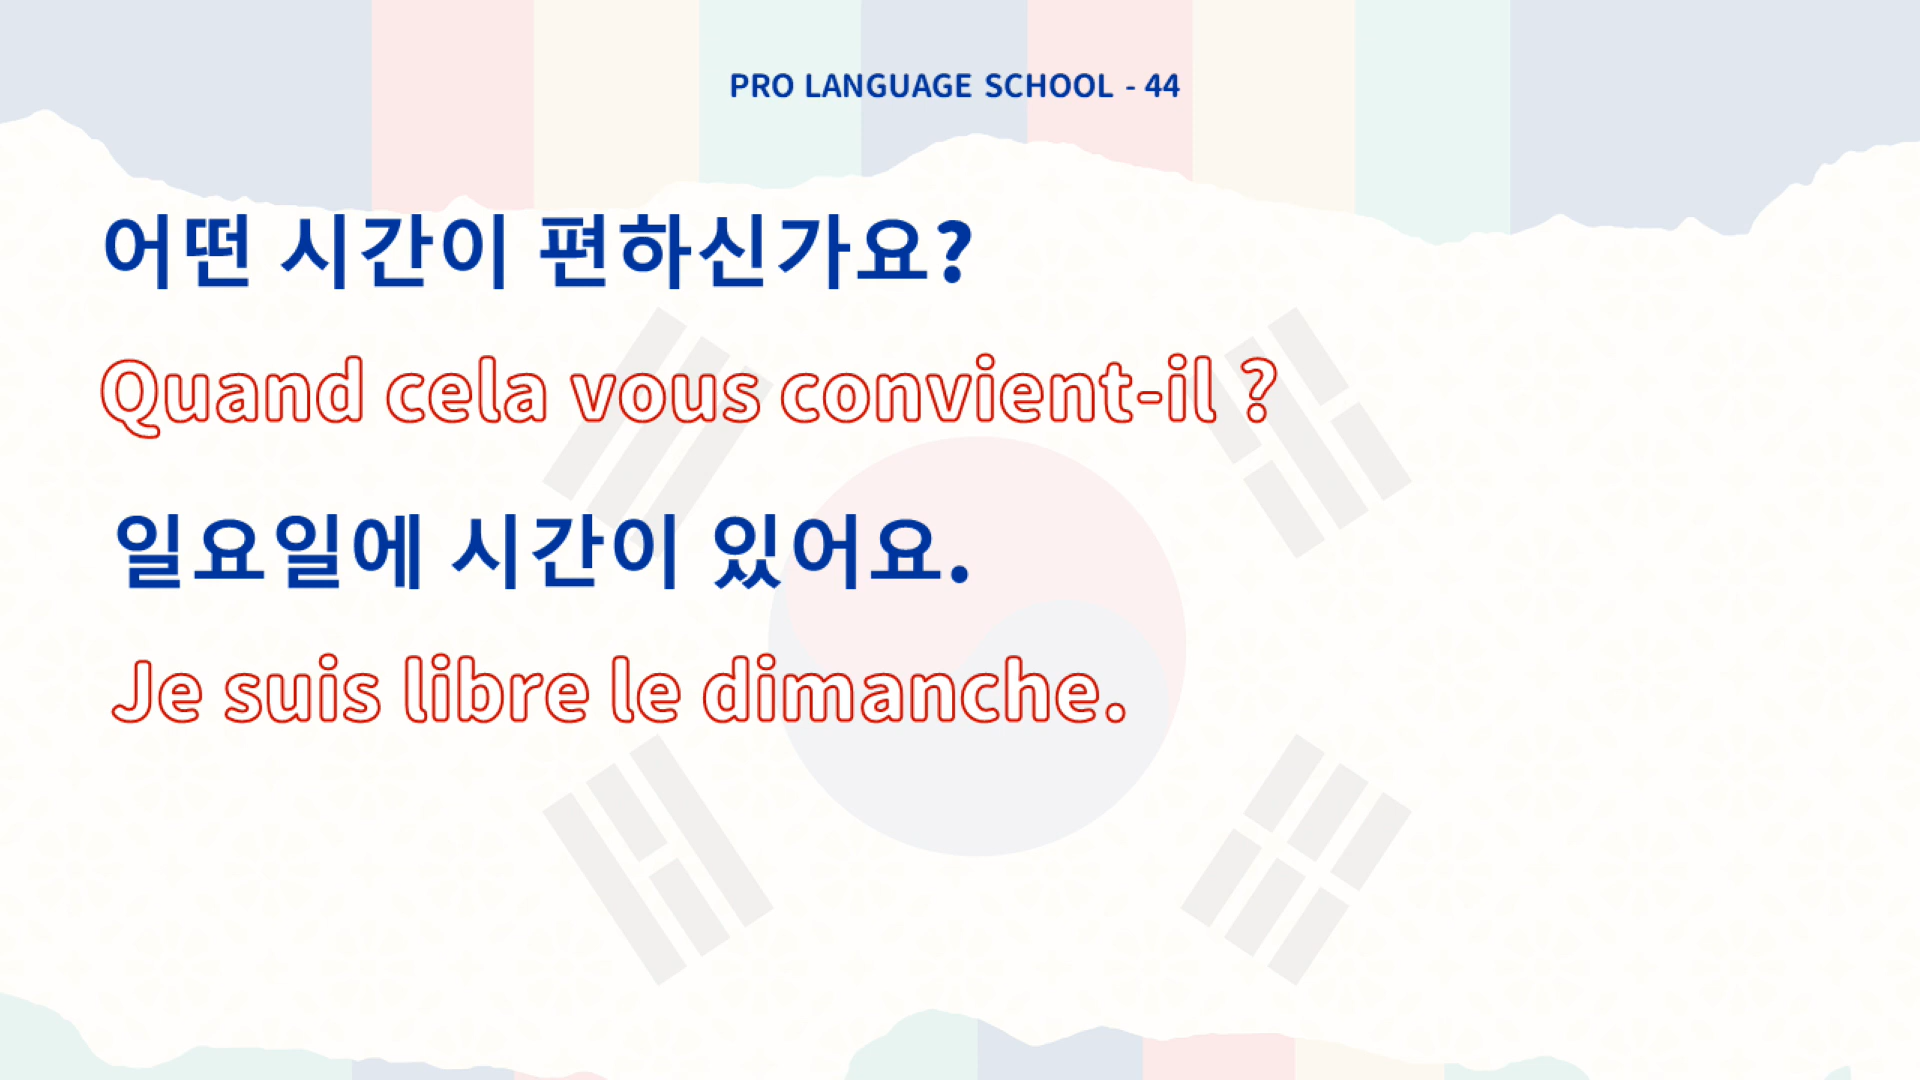 PRO LANGUAGE SCHOOL - 44
어떤 시간이 편하신가요?
Quand cela vous convient-il ?
일요일에 시간이 있어요.
Je suis libre le dimanche.